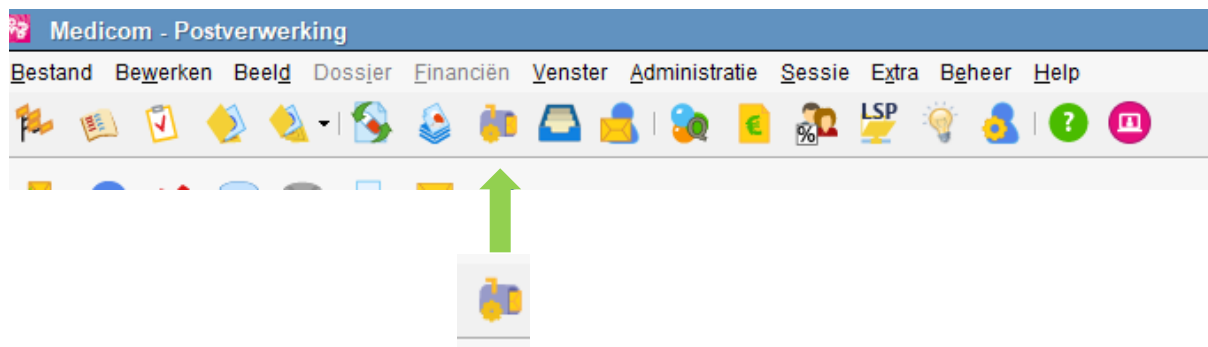 Medicom - Postverwerking
Bestand Bewerken Beeld Dossier Financiën Venster Administratie Sessie Extra Beheer Help
€ % LSP ?